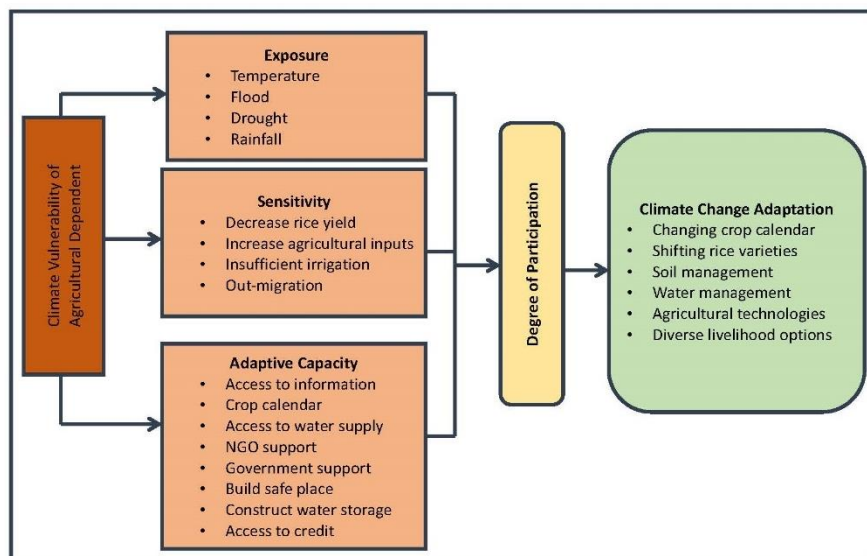 Climate Vulnerability of
Agricultural Dependent
Exposure
• Temperature
• Flood
• Drought
• Rainfall
Sensitivity
• Decrease rice yield
• Increase agricultural inputs
• Insufficient irrigation
• Out-migration
Adaptive Capacity
• Access to information
• Crop calendar
• Access to water supply
• NGO support
• Government support
• Build safe place
• Construct water storage
• Access to credit
Degree of Participation
Climate Change Adaptation
• Changing crop calendar
• Shifting rice varieties
• Soil management
• Water management
• Agricultural technologies
• Diverse livelihood options